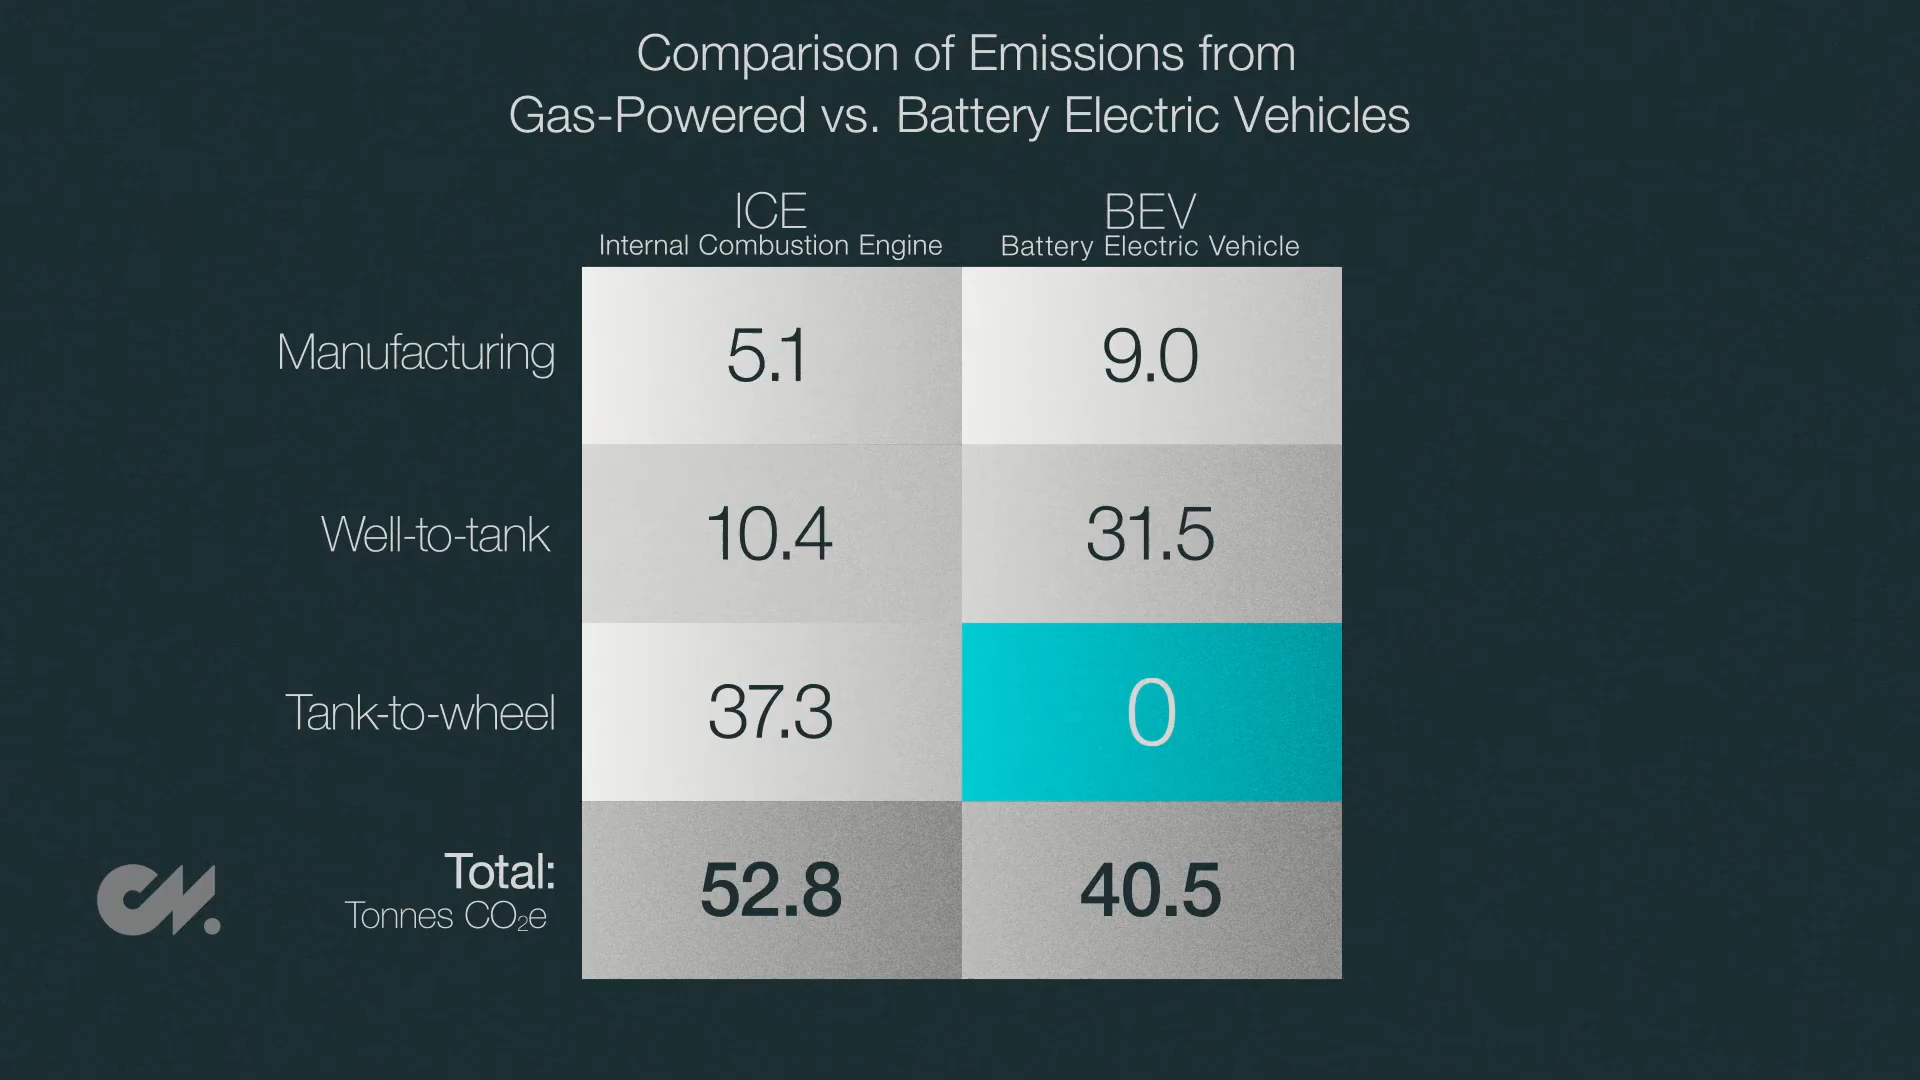 Comparison of Emissions from
Gas-Powered vs. Battery Electric Vehicles
ICE BEV
Internal Combustion Engine Battery Electric Vehicle
Manufacturing 5.1 9.0
Well-to-tank 10.4 31.5
Tank-to-wheel 37.3 0
Total: 52.8 40.5
Tonnes CO₂e
CM.